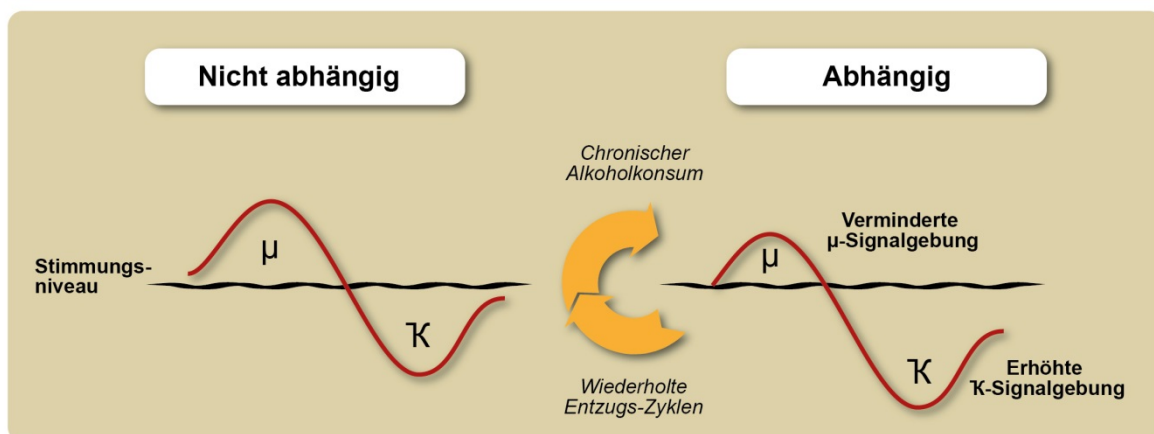 Nicht abhängig
Abhängig
Chronischer
Alkoholkonsum
Stimmungs-
niveau
μ
Ҡ
μ
Verminderte
μ-Signalgebung
Ҡ
Erhöhte
Ҡ-Signalgebung
Wiederholte
Entzugs-Zyklen